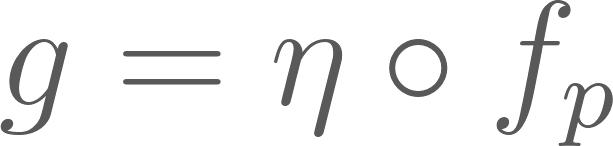 g = η ∘ f_p